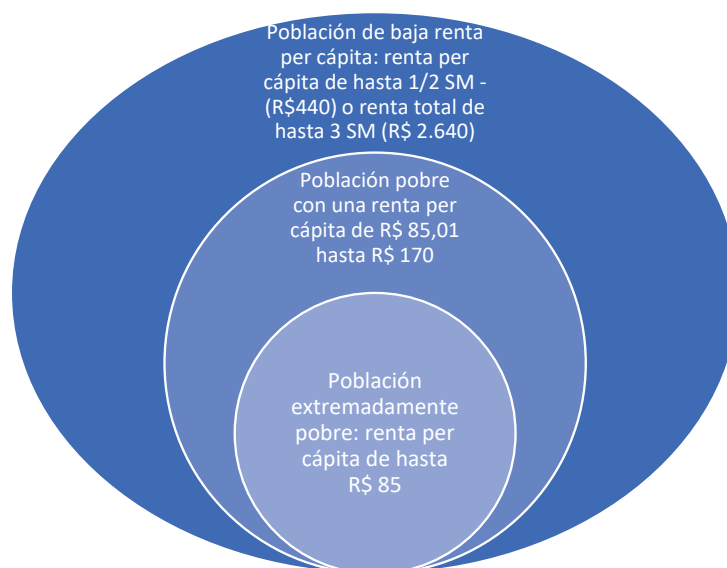 Población de baja renta
per cápita: renta per
cápita de hasta 1/2 SM -
(R$440) o renta total de
hasta 3 SM (R$ 2.640)
Población pobre
con una renta per
cápita de R$ 85,01
hasta R$ 170
Población
extremadamente
pobre: renta per
cápita de hasta
R$ 85